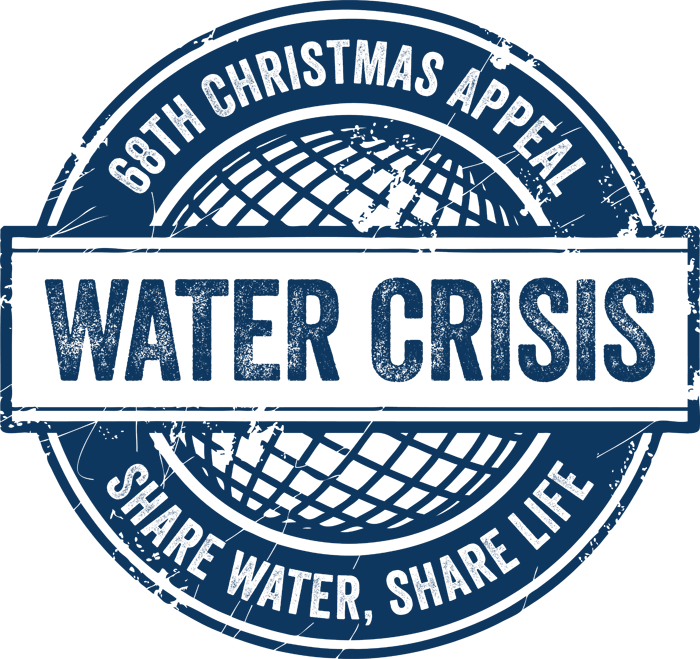 68TH CHRISTMAS APPEAL
WATER CRISIS
SHARE WATER, SHARE LIFE